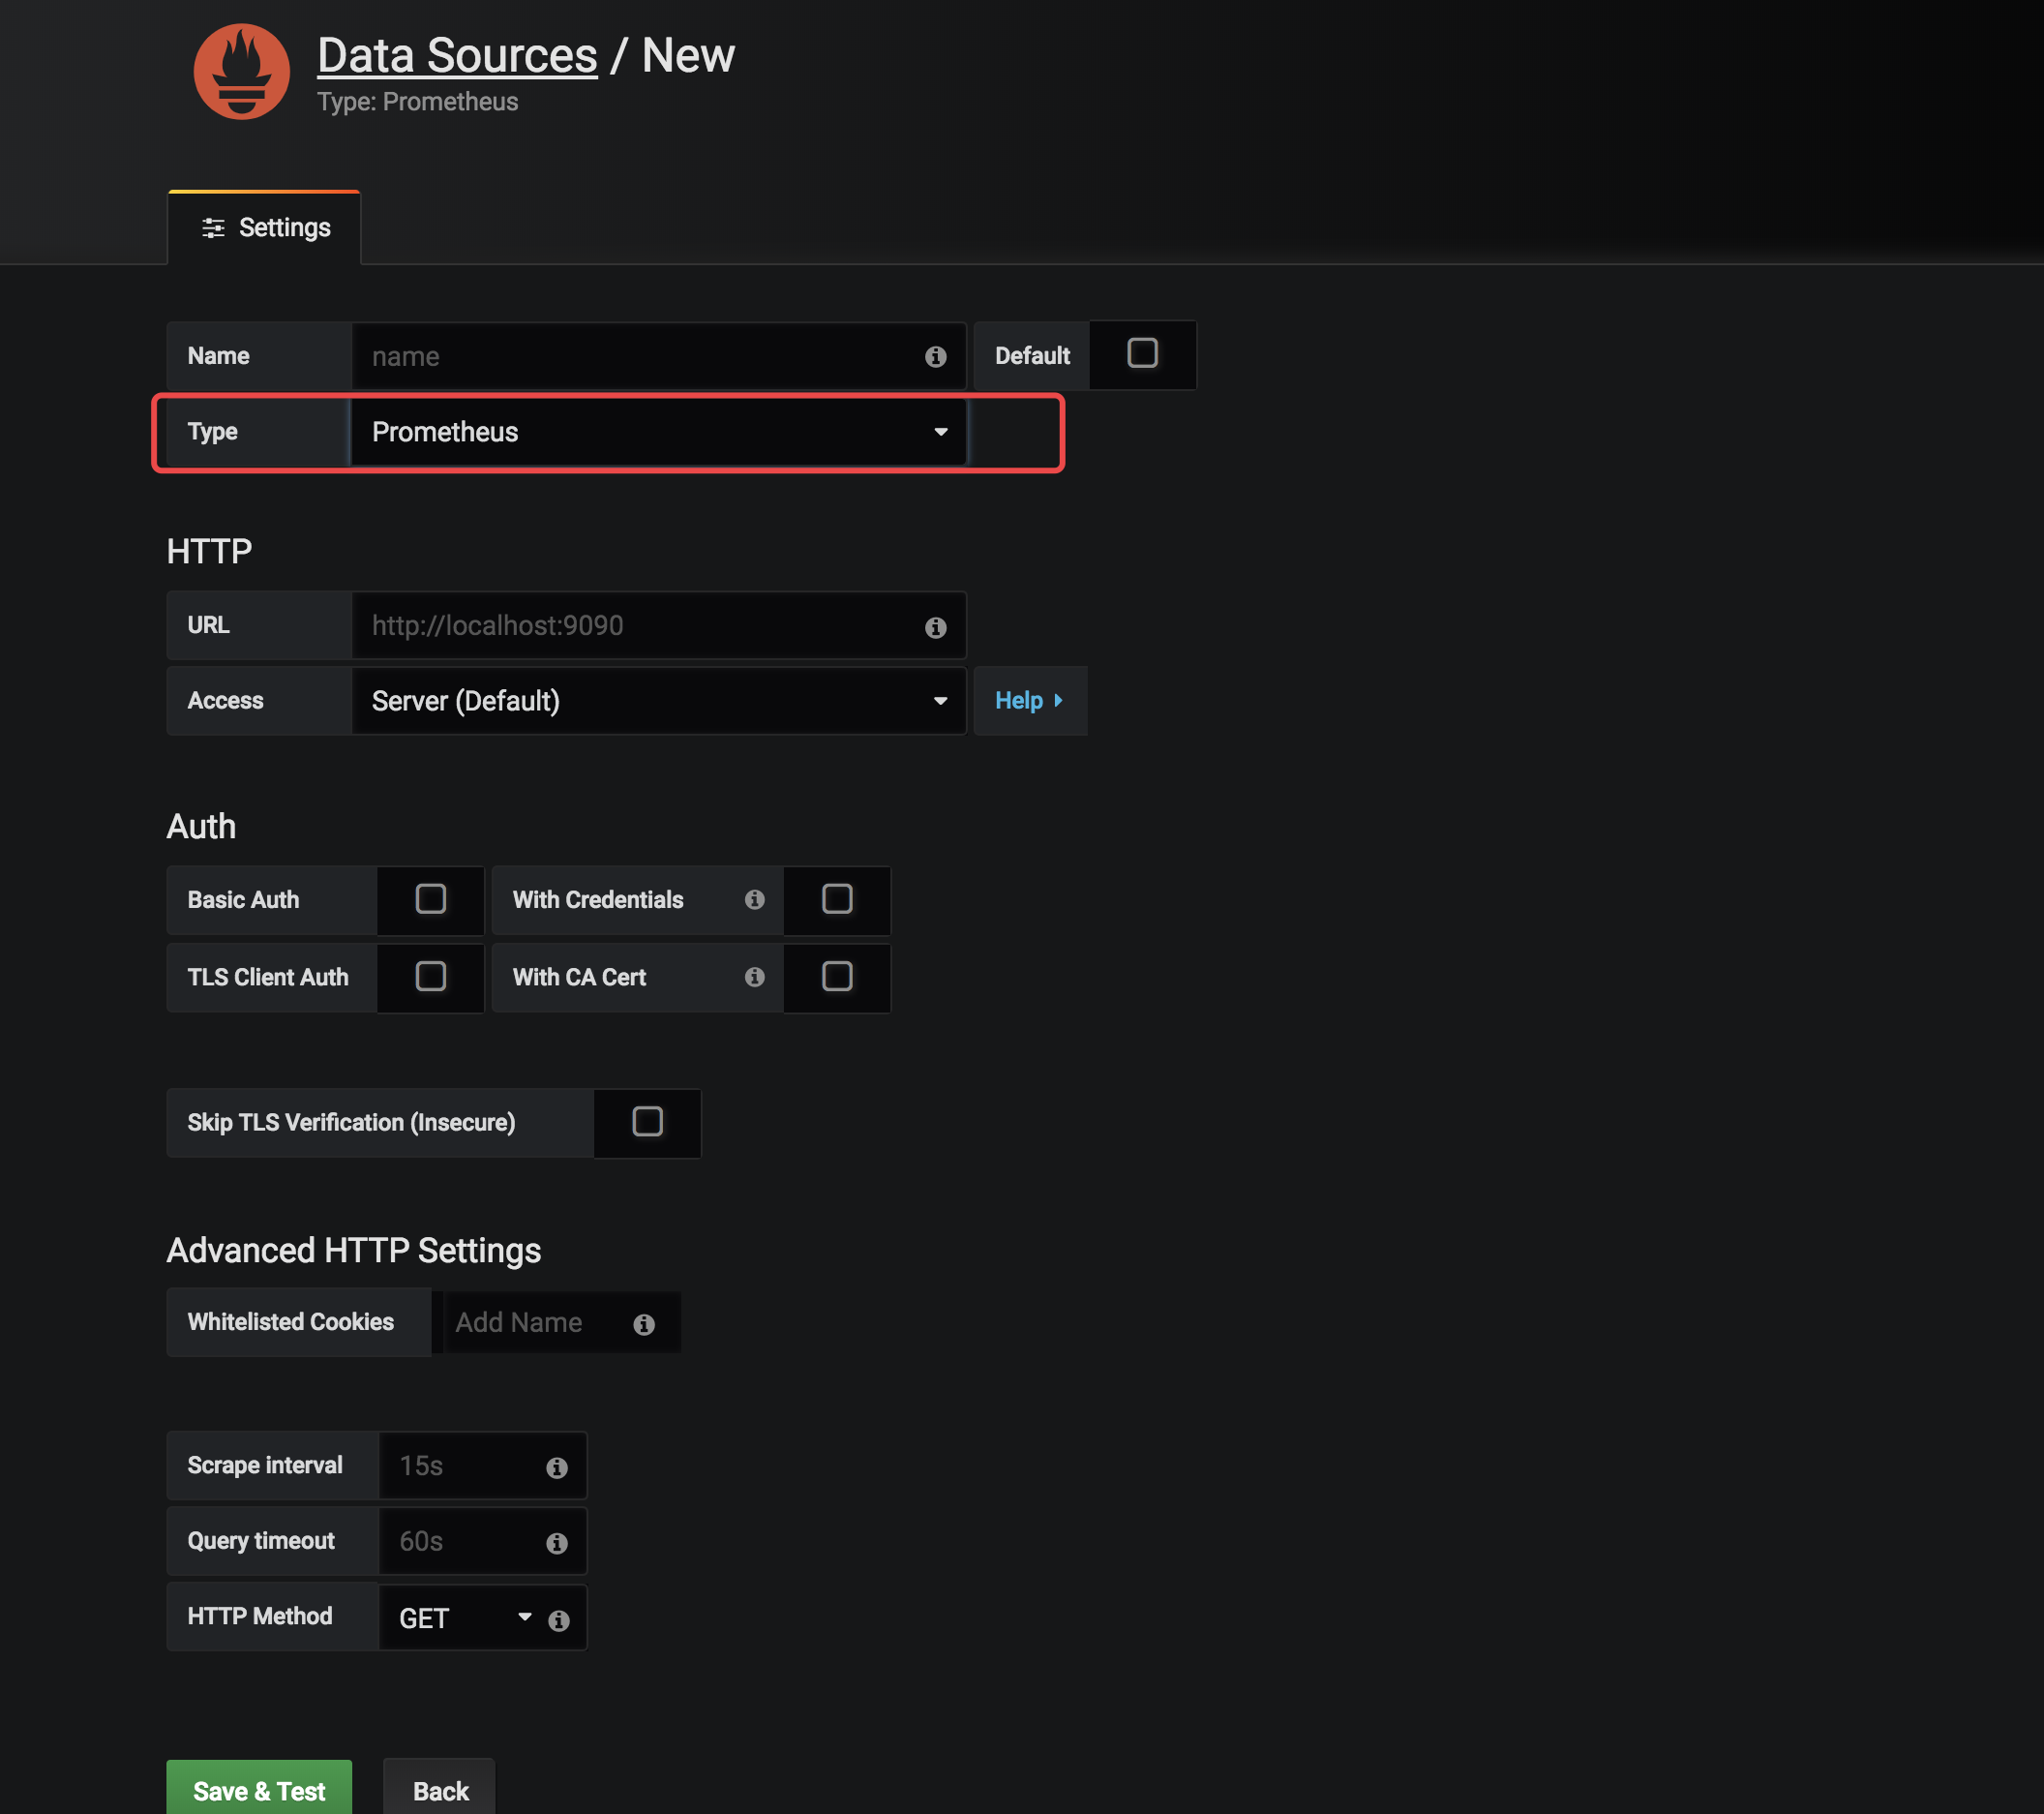 Data Sources / New
Type: Prometheus
Settings
Name name Default
Type Prometheus
HTTP
URL http://localhost:9090
Access Server (Default) Help
Auth
Basic Auth With Credentials
TLS Client Auth With CA Cert
Skip TLS Verification (Insecure)
Advanced HTTP Settings
Whitelisted Cookies Add Name
Scrape interval 15s
Query timeout 60s
HTTP Method GET
Save & Test Back